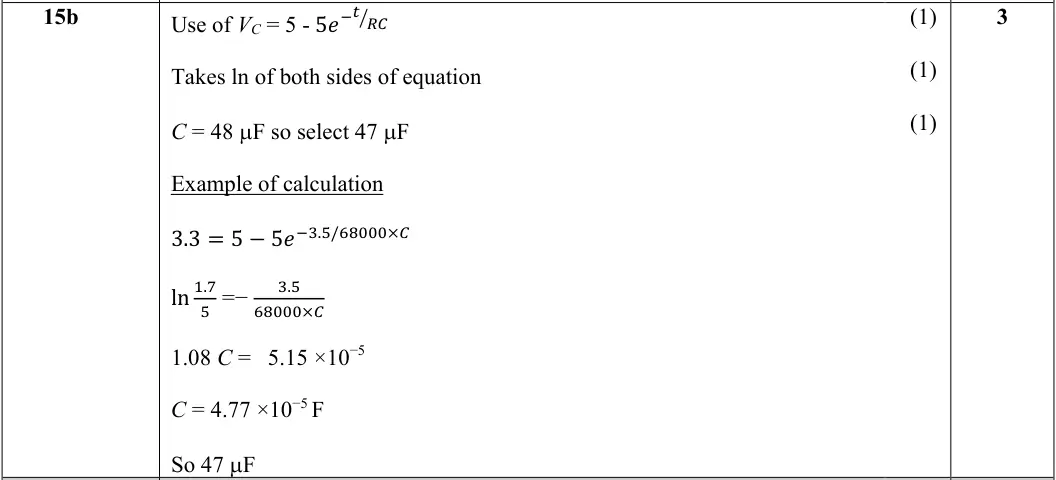 15b Use of V_C = 5 - 5e^{−t/RC} (1) 3
Takes ln of both sides of equation (1)
C = 48 μF so select 47 μF (1)
Example of calculation
3.3 = 5 − 5e^{−3.5/68000×C}
ln 1.7/5 =− 3.5/68000×C
1.08 C = 5.15 ×10⁻⁵
C = 4.77 ×10⁻⁵ F
So 47 μF